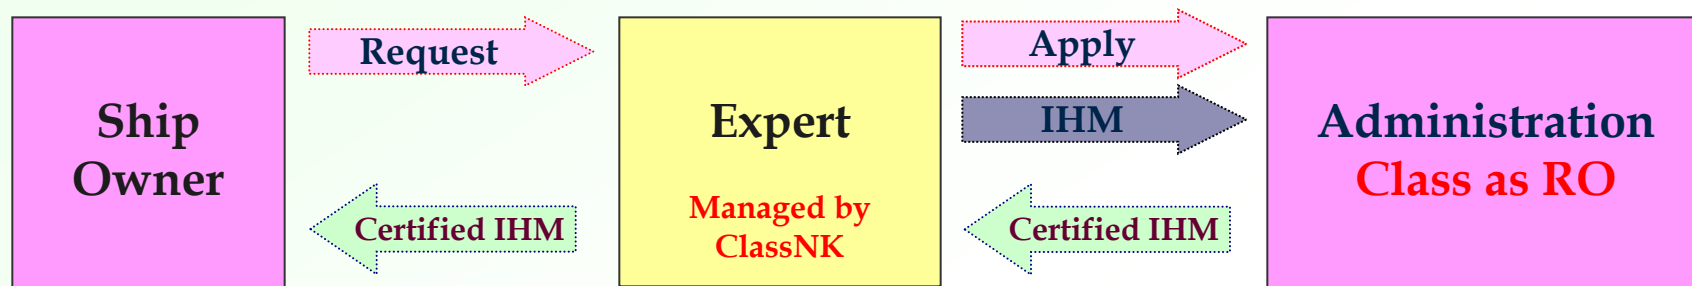 Ship
Owner
Request
Certified IHM
Expert
Managed by
ClassNK
Apply
IHM
Certified IHM
Administration
Class as RO